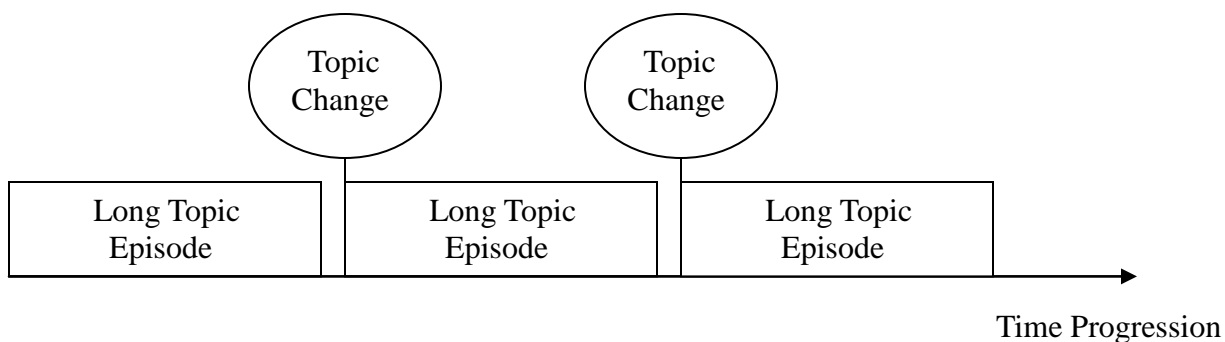 Topic
Change
Topic
Change
Long Topic
Episode
Long Topic
Episode
Long Topic
Episode
Time Progression